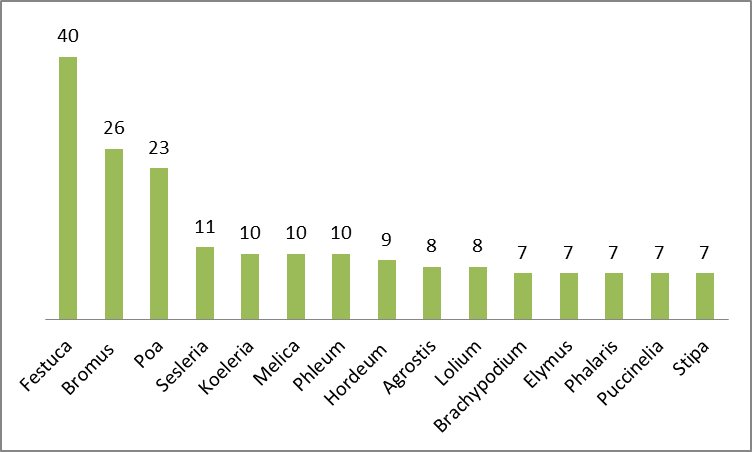 40
26
23
11
10
10
10
9
8
8
7
7
7
7
7
Festuca
Bromus
Poa
Sesleria
Koeleria
Melica
Phleum
Hordeum
Agrostis
Lolium
Brachypodium
Elymus
Phalaris
Puccinelia
Stipa